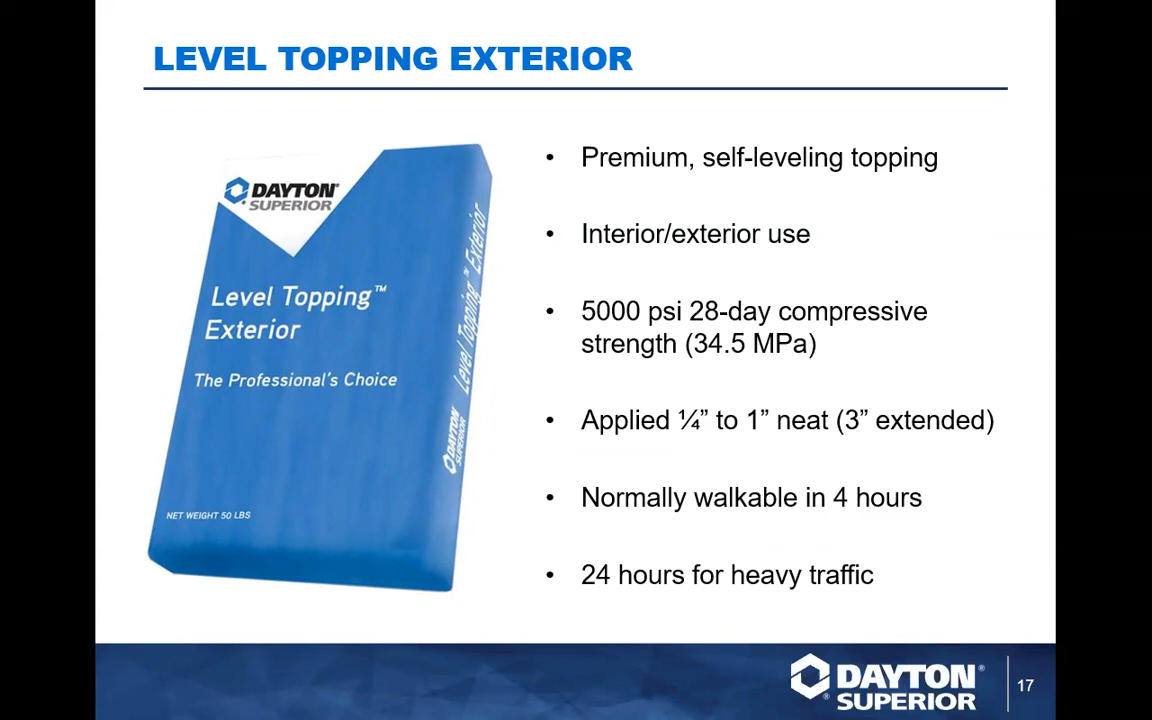 LEVEL TOPPING EXTERIOR
DAYTON®
SUPERIOR
Level Topping™
Exterior
The Professional's Choice
NET WEIGHT 50 LBS
Level Topping™ Exterior
DAYTON
SUPERIOR
• Premium, self-leveling topping
• Interior/exterior use
• 5000 psi 28-day compressive
strength (34.5 MPa)
• Applied ¼” to 1” neat (3” extended)
• Normally walkable in 4 hours
• 24 hours for heavy traffic
DAYTON®
SUPERIOR
17